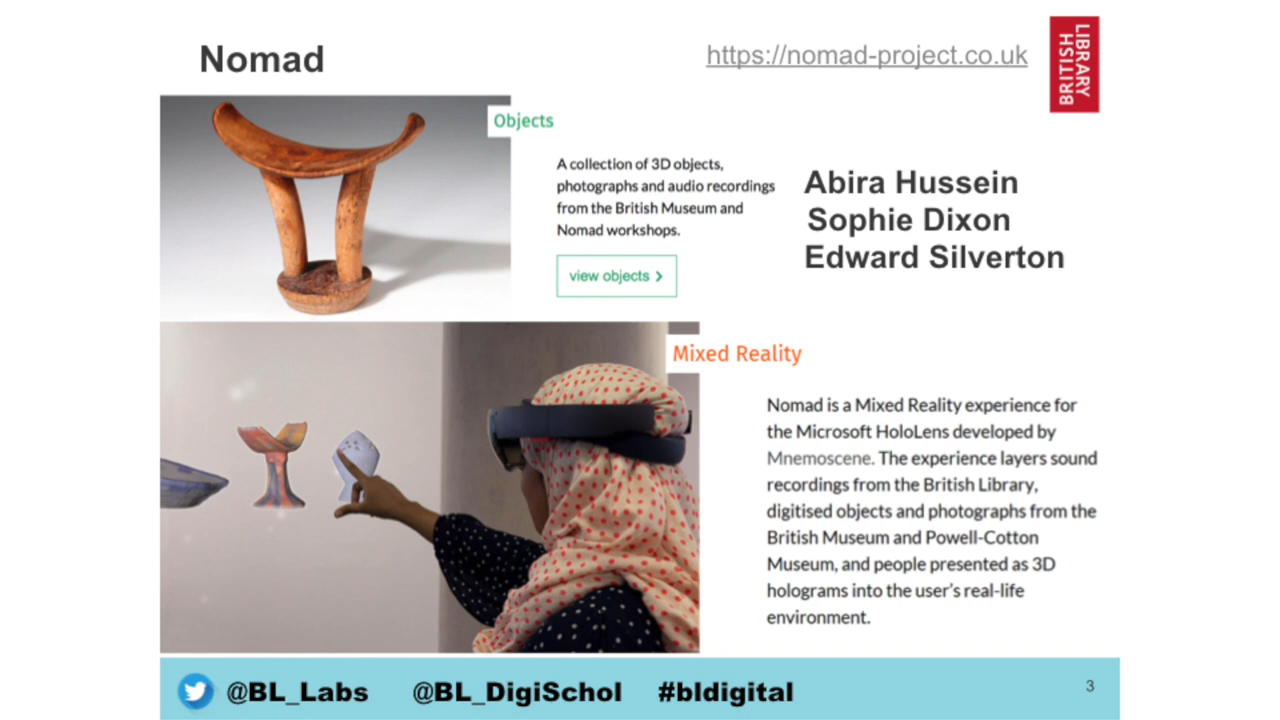 Nomad
https://nomad-project.co.uk
BRITISH
LIBRARY
Objects
A collection of 3D objects,
photographs and audio recordings
from the British Museum and
Nomad workshops.
view objects >
Abira Hussein
Sophie Dixon
Edward Silverton
Mixed Reality
Nomad is a Mixed Reality experience for
the Microsoft HoloLens developed by
Mnemoscene. The experience layers sound
recordings from the British Library,
digitised objects and photographs from the
British Museum and Powell-Cotton
Museum, and people presented as 3D
holograms into the user's real-life
environment.
@BL_Labs @BL_DigiSchol #bldigital
3